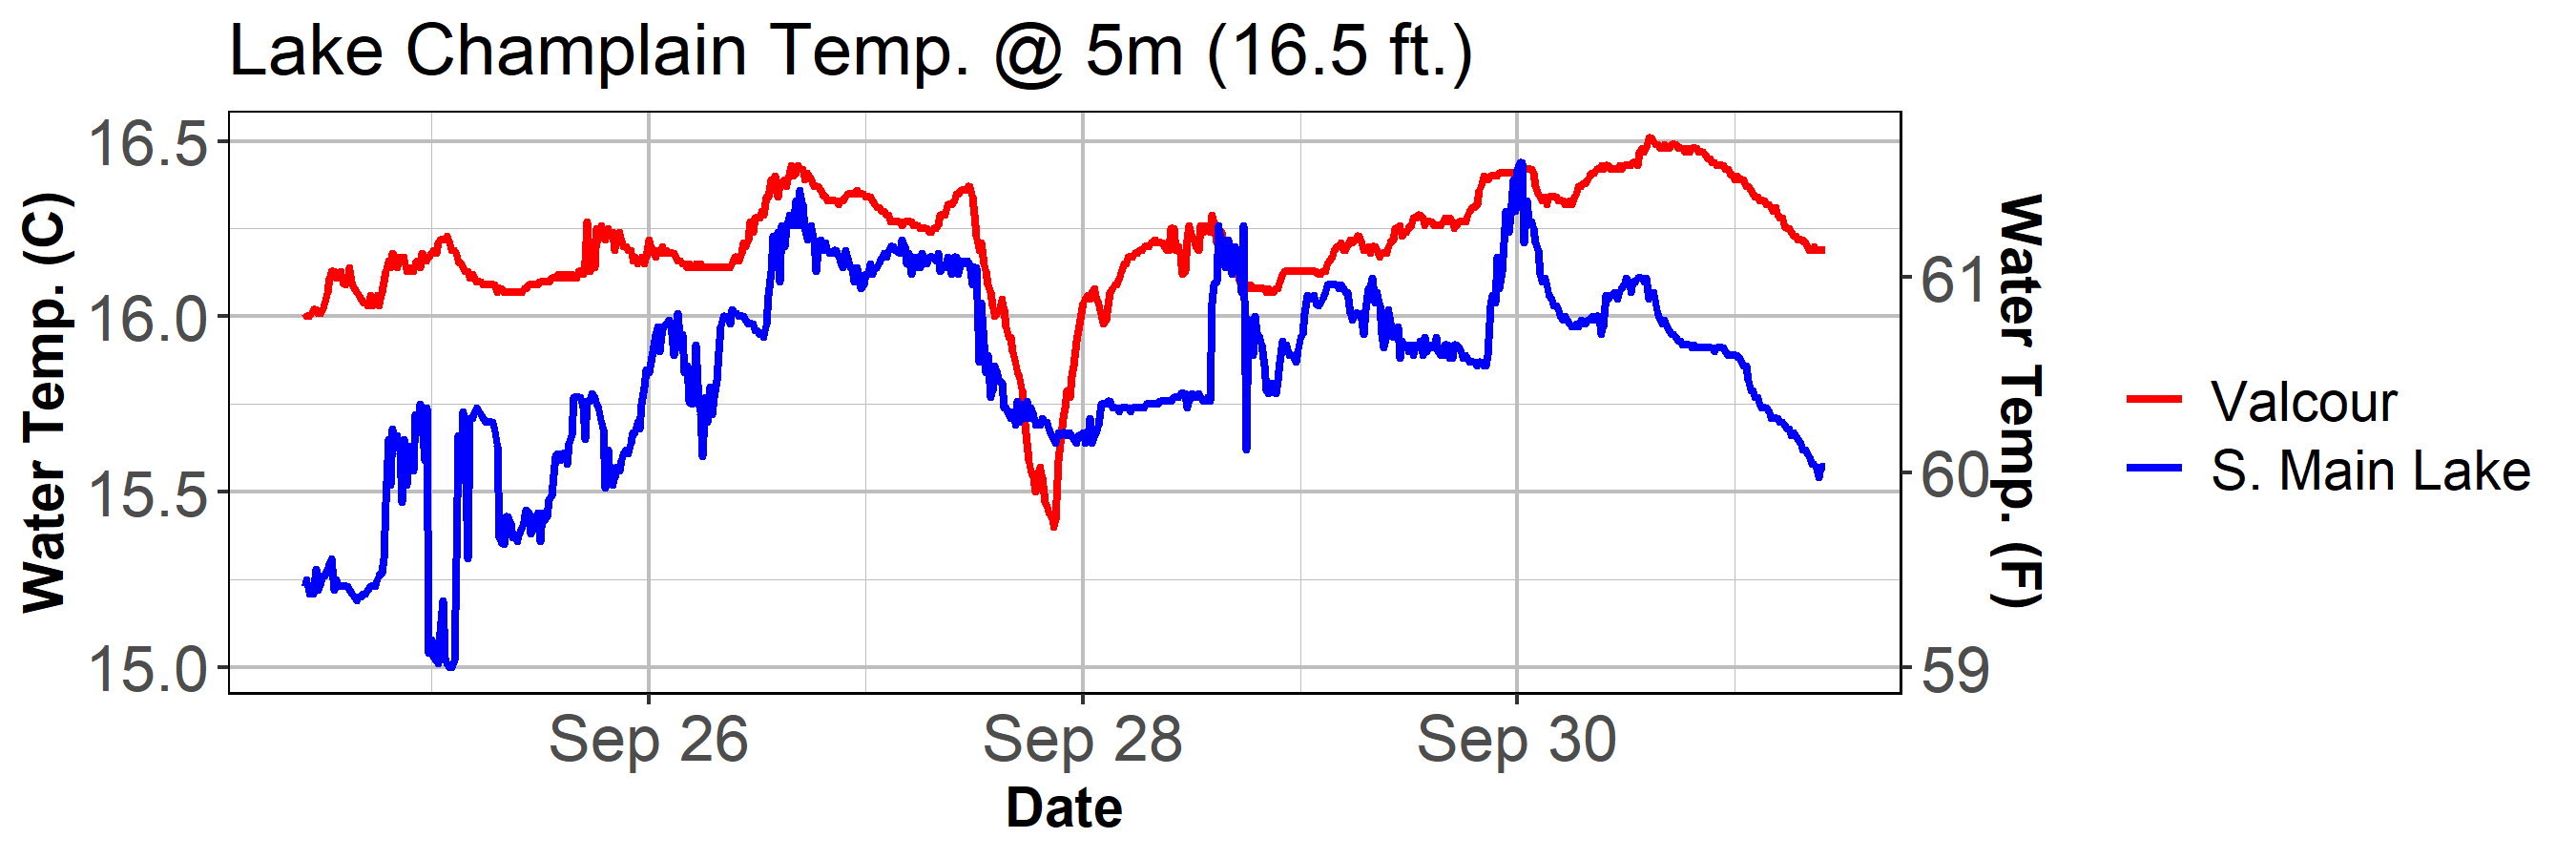 Lake Champlain Temp. @ 5m (16.5 ft.)
Water Temp. (C)
16.5
16.0
15.5
15.0
61
60
59
Water Temp. (F)
Sep 26
Sep 28
Sep 30
Date
Valcour
S. Main Lake